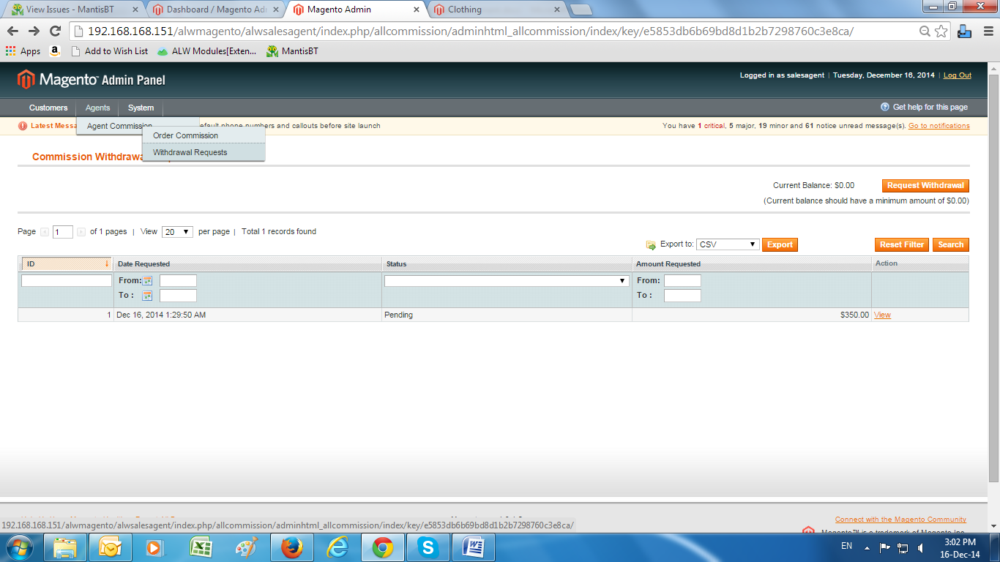 View Issues - MantisBT
Dashboard / Magento Ad
Magento Admin
Clothing
192.168.168.151/alwmagento/alwsalesagent/index.php/allcommission/adminhtml_allcommission/index/key/e5853db6b69bd8d1b2b7298760c3e8ca/
Apps
Add to Wish List
ALW Modules[Exten...
MantisBT
Magento Admin Panel
Logged in as salesagent | Tuesday, December 16, 2014 | Log Out
Customers
Agents
System
Get help for this page
Latest Messa
Agent Commission
efault phone numbers and callouts before site launch
You have 1 critical, 5 major, 19 minor and 61 notice unread message(s). Go to notifications
Order Commission
Withdrawal Requests
Commission Withdrawa
Current Balance: $0.00
Request Withdrawal
(Current balance should have a minimum amount of $0.00)
Page 1 of 1 pages | View 20 per page | Total 1 records found
Export to: CSV Export
Reset Filter Search
ID Date Requested Status Amount Requested Action
From: From:
To : To :
1 Dec 16, 2014 1:29:50 AM Pending $350.00 View
Connect with the Magento Community
192.168.168.151/alwmagento/alwsalesagent/index.php/allcommission/adminhtml_allcommission/index/key/e5853db6b69bd8d1b2b7298760c3e8ca/
Magento™ is a trademark of Magento Inc.
EN
3:02 PM
16-Dec-14